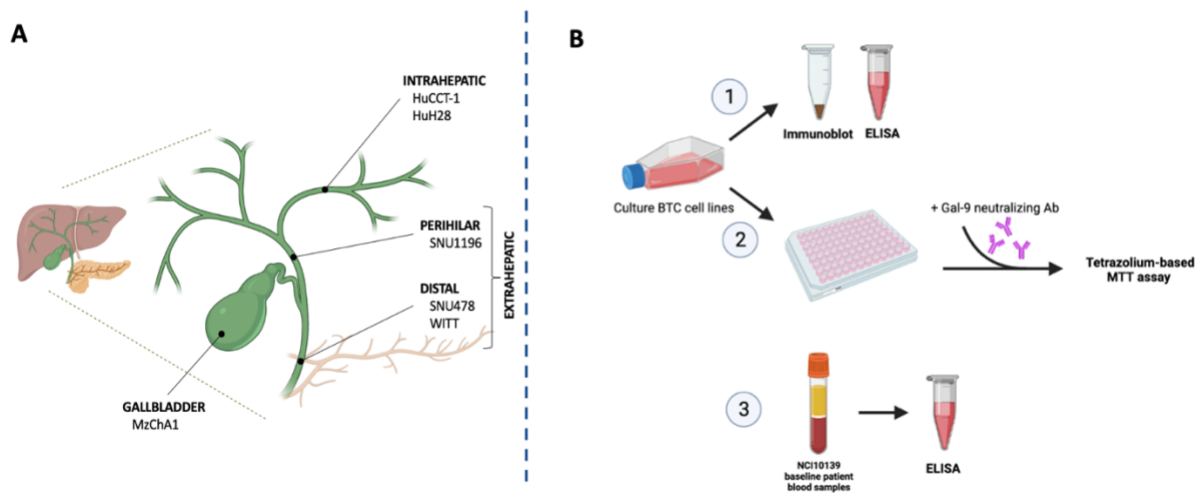 A
INTRAHEPATIC
HuCCT-1
HuH28
PERIHILAR
SNU1196
DISTAL
SNU478
WITT
EXTRAHEPATIC
GALLBLADDER
MzChA1
B
1
Immunoblot
ELISA
Culture BTC cell lines
2
+ Gal-9 neutralizing Ab
Tetrazolium-based
MTT assay
3
NCI10139
baseline patient
blood samples
ELISA